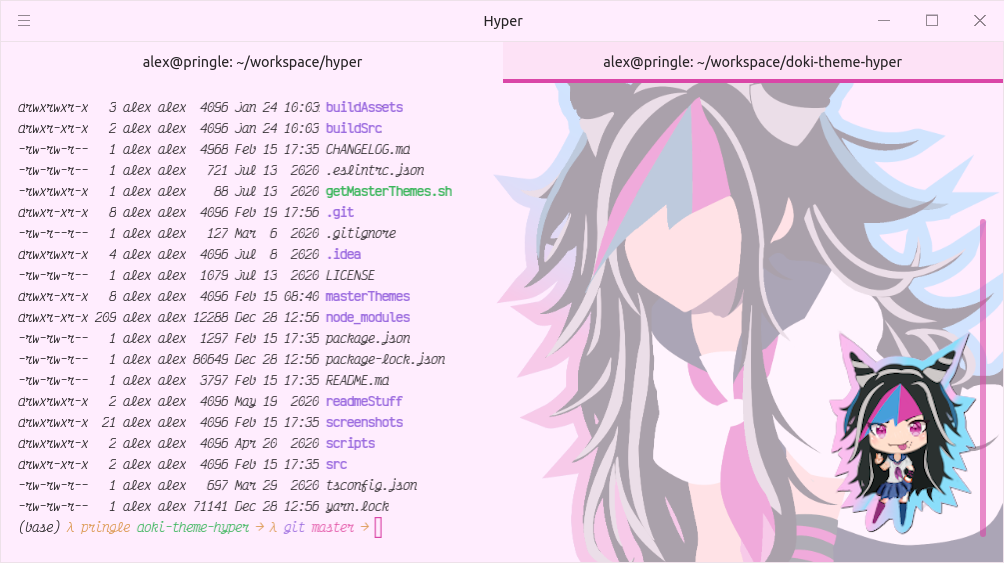 Hyper
alex@pringle: ~/workspace/hyper
alex@pringle: ~/workspace/doki-theme-hyper
drwxrwxr-x 3 alex alex 4096 Jan 24 10:03 buildAssets
drwxr-xr-x 2 alex alex 4096 Jan 24 10:03 buildSrc
-rw-rw-r-- 1 alex alex 4968 Feb 15 17:35 CHANGELOG.md
-rw-rw-r-- 1 alex alex 721 Jul 13 2020 .eslintrc.json
-rwxrwxr-x 1 alex alex 88 Jul 13 2020 getMasterThemes.sh
drwxrwxr-x 8 alex alex 4096 Feb 19 17:56 .git
-rw-r--r-- 1 alex alex 127 Mar 6 2020 .gitignore
drwxrwxr-x 4 alex alex 4096 Jul 8 2020 .idea
-rw-rw-r-- 1 alex alex 1079 Jul 13 2020 LICENSE
drwxr-xr-x 8 alex alex 4096 Feb 15 08:40 masterThemes
drwxrwxr-x 209 alex alex 12288 Dec 28 12:56 node_modules
-rw-rw-r-- 1 alex alex 1297 Feb 15 17:35 package.json
-rw-rw-r-- 1 alex alex 80649 Dec 28 12:56 package-lock.json
-rw-rw-r-- 1 alex alex 3797 Feb 15 17:35 README.md
drwxrwxr-x 2 alex alex 4096 May 19 2020 readmeStuff
drwxrwxr-x 21 alex alex 4096 Feb 15 17:35 screenshots
drwxrwxr-x 2 alex alex 4096 Apr 20 2020 scripts
drwxr-xr-x 2 alex alex 4096 Feb 15 17:35 src
-rw-rw-r-- 1 alex alex 697 Mar 29 2020 tsconfig.json
-rw-rw-r-- 1 alex alex 71141 Dec 28 12:56 yarn.lock
(base) λ pringle doki-theme-hyper → λ git master →